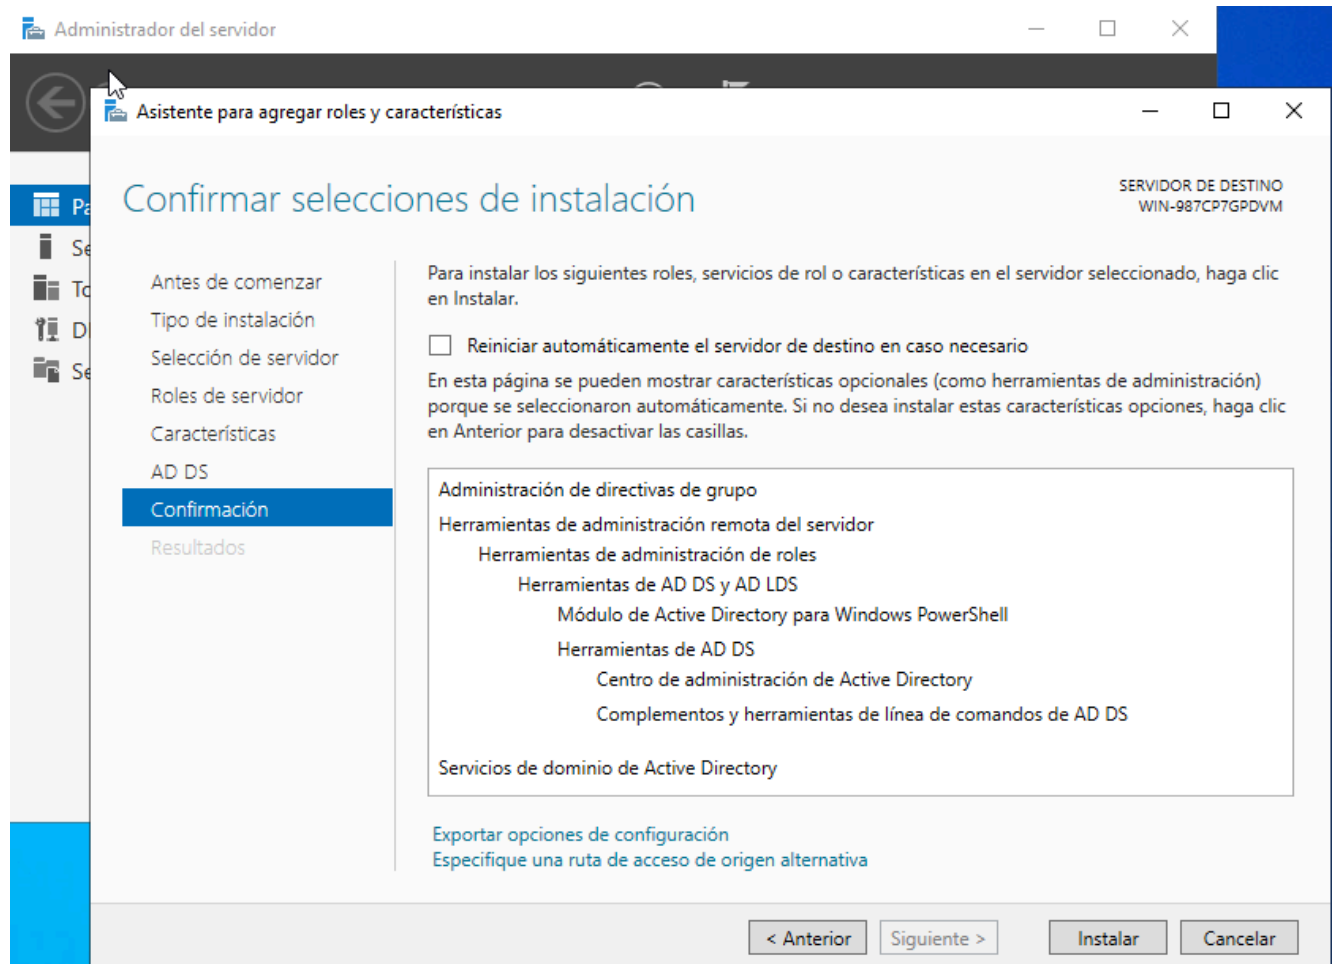 Administrador del servidor
Asistente para agregar roles y características
Confirmar selecciones de instalación
SERVIDOR DE DESTINO
WIN-987CP7GPDVM
Antes de comenzar
Tipo de instalación
Selección de servidor
Roles de servidor
Características
AD DS
Confirmación
Resultados
Para instalar los siguientes roles, servicios de rol o características en el servidor seleccionado, haga clic
en Instalar.
Reiniciar automáticamente el servidor de destino en caso necesario
En esta página se pueden mostrar características opcionales (como herramientas de administración)
porque se seleccionaron automáticamente. Si no desea instalar estas características opciones, haga clic
en Anterior para desactivar las casillas.
Administración de directivas de grupo
Herramientas de administración remota del servidor
Herramientas de administración de roles
Herramientas de AD DS y AD LDS
Módulo de Active Directory para Windows PowerShell
Herramientas de AD DS
Centro de administración de Active Directory
Complementos y herramientas de línea de comandos de AD DS
Servicios de dominio de Active Directory
Exportar opciones de configuración
Especifique una ruta de acceso de origen alternativa
< Anterior
Siguiente >
Instalar
Cancelar